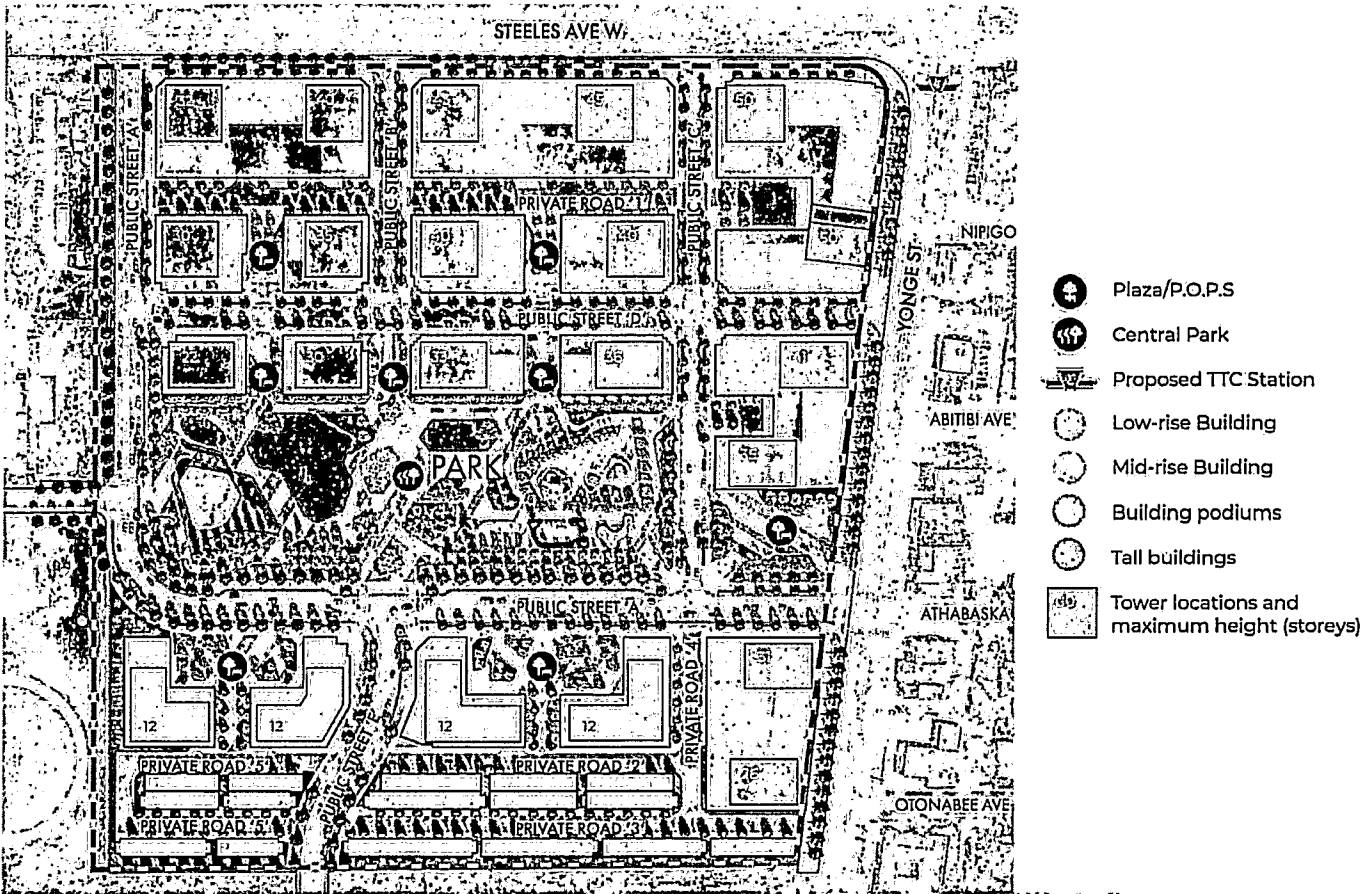 STEELES AVE W.
PUBLIC STREET 'A'
PUBLIC STREET 'B'
PUBLIC STREET 'C'
PRIVATE ROAD '1'
NIPIGO
YONGE ST.
PUBLIC STREET 'D'
ABITIBI AVE
PARK
PUBLIC STREET 'A'
ATHABASKA
12
12
12
12
PRIVATE ROAD '4'
PRIVATE ROAD '5'
PRIVATE ROAD '2'
OTONABEE AVE
PRIVATE ROAD '5'
PRIVATE ROAD '3'
Plaza/P.O.P.S
Central Park
Proposed TTC Station
Low-rise Building
Mid-rise Building
Building podiums
Tall buildings
Tower locations and
maximum height (storeys)